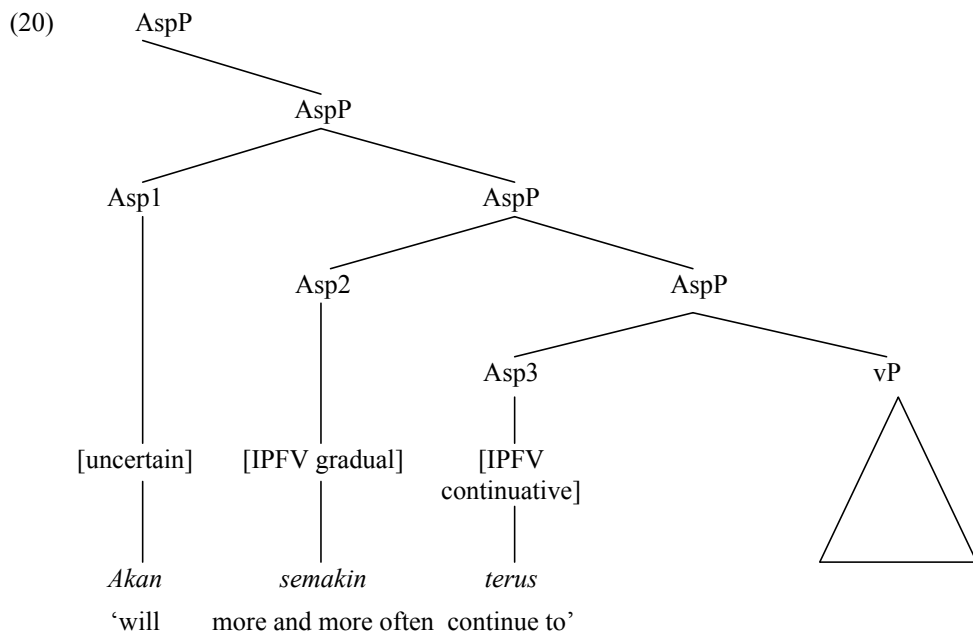 (20) AspP
AspP
Asp1 AspP
Asp2 AspP
Asp3 vP
[uncertain] [IPFV gradual] [IPFV
continuative]
Akan semakin terus
‘will more and more often continue to’